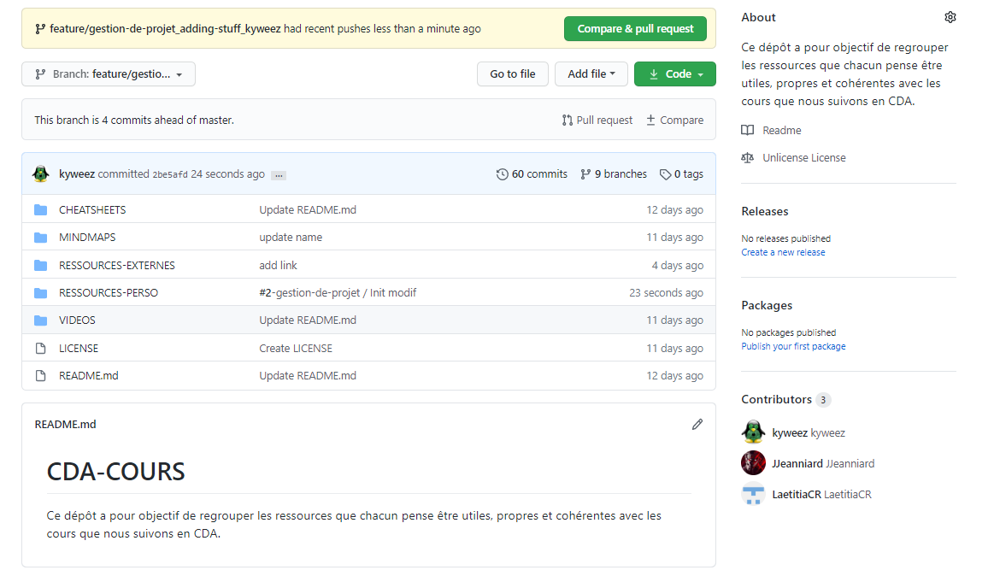 feature/gestion-de-projet_adding-stuff_kyweez had recent pushes less than a minute ago
Compare & pull request
Branch: feature/gestio...
Go to file
Add file
Code
This branch is 4 commits ahead of master.
Pull request
Compare
kyweez committed 2be5afd 24 seconds ago ...
60 commits
9 branches
0 tags
CHEATSHEETS Update README.md 12 days ago
MINDMAPS update name 11 days ago
RESSOURCES-EXTERNES add link 4 days ago
RESSOURCES-PERSO #2-gestion-de-projet / Init modif 23 seconds ago
VIDEOS Update README.md 11 days ago
LICENSE Create LICENSE 11 days ago
README.md Update README.md 12 days ago
README.md
CDA-COURS
Ce dépôt a pour objectif de regrouper les ressources que chacun pense être utiles, propres et cohérentes avec les
cours que nous suivons en CDA.
About
Ce dépôt a pour objectif de regrouper
les ressources que chacun pense être
utiles, propres et cohérentes avec les
cours que nous suivons en CDA.
Readme
Unlicense License
Releases
No releases published
Create a new release
Packages
No packages published
Publish your first package
Contributors 3
kyweez kyweez
JJeanniard JJeanniard
LaetitiaCR LaetitiaCR